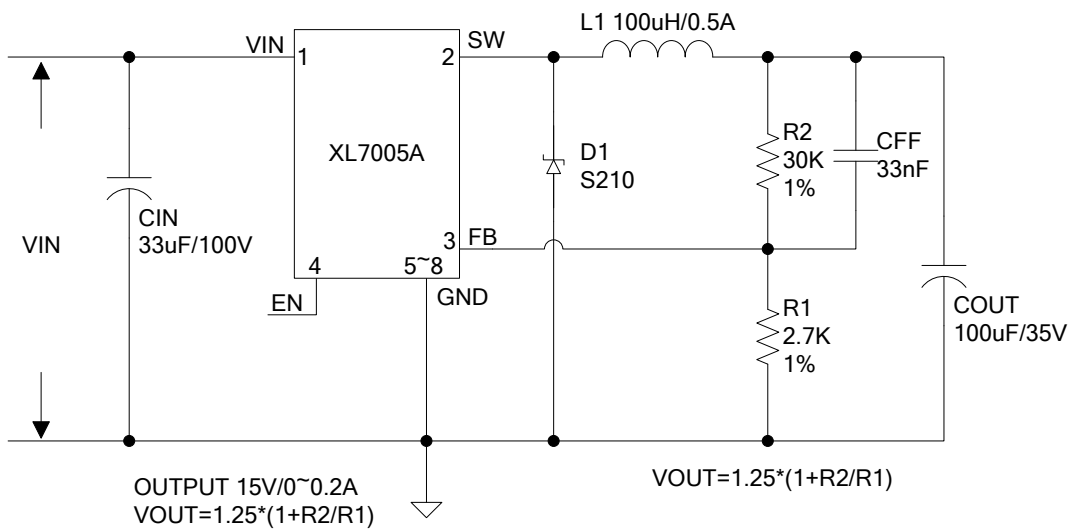 L1 100uH/0.5A
VIN
SW
1
2
XL7005A
R2
30K
1%
CFF
33nF
D1
S210
CIN
33uF/100V
VIN
3
FB
4
5~8
EN
GND
R1
2.7K
1%
COUT
100uF/35V
OUTPUT 15V/0~0.2A
VOUT=1.25*(1+R2/R1)
VOUT=1.25*(1+R2/R1)